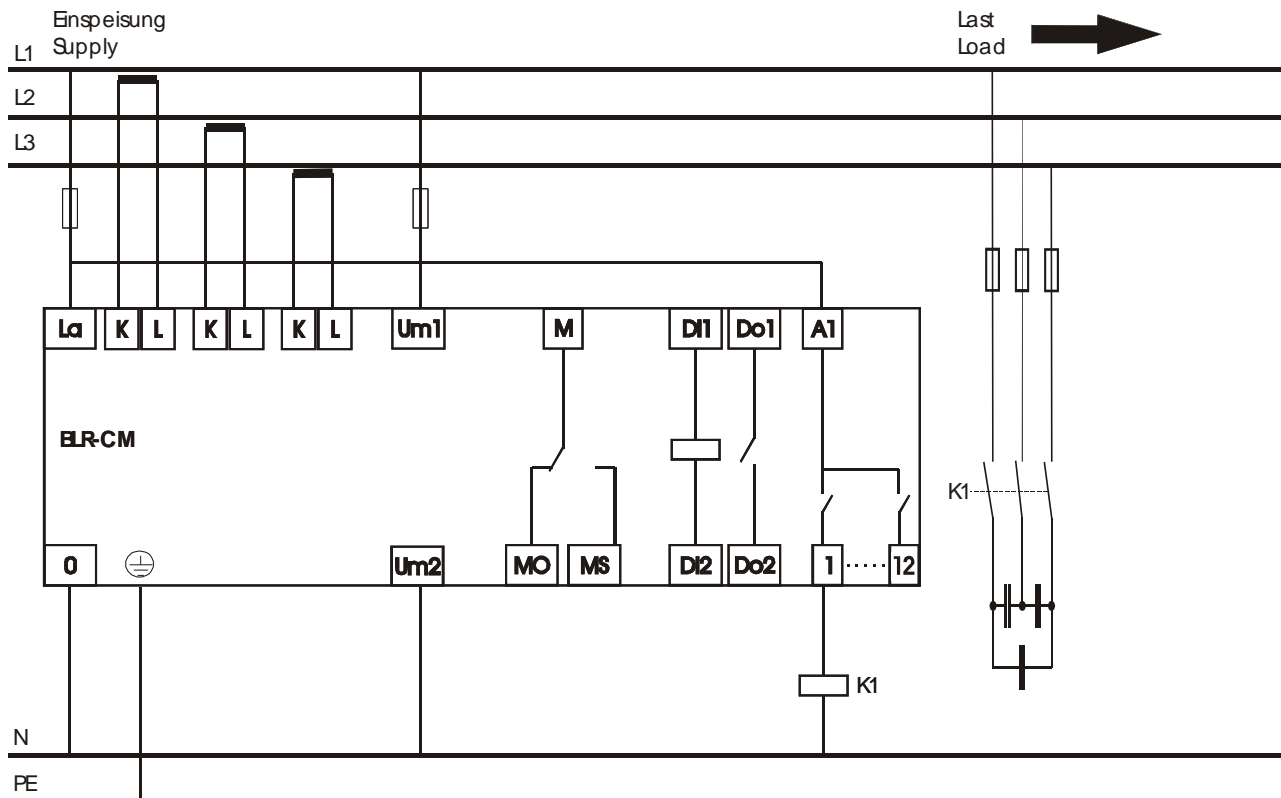 Einspeisung
Supply
Last
Load
L1
L2
L3
La K L K L K L Um1 M DI1 Do1 A1
BLR-CM
K1
0 Um2 MO MS DI2 Do2 1 ..... 12
K1
N
PE